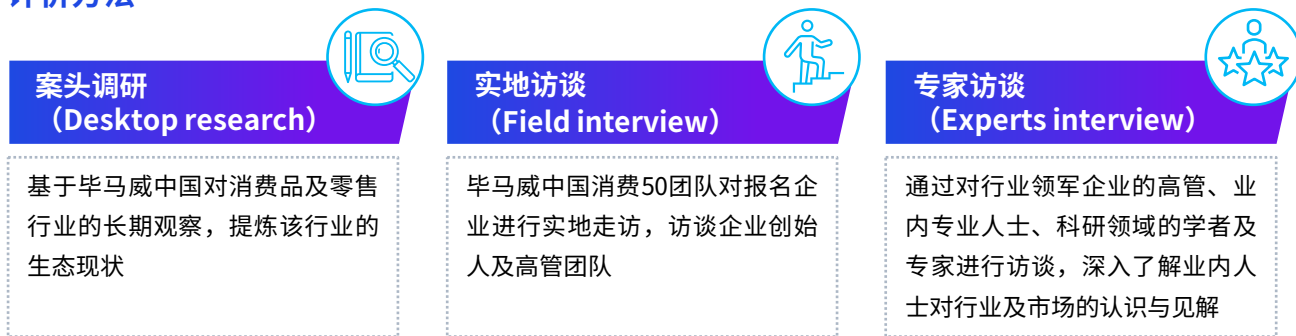 评价方法
案头调研
（Desktop research）
基于毕马威中国对消费品及零售
行业的长期观察，提炼该行业的
生态现状
实地访谈
（Field interview）
毕马威中国消费50团队对报名企
业进行实地走访，访谈企业创始
人及高管团队
专家访谈
（Experts interview）
通过对行业领军企业的高管、业
内专业人士、科研领域的学者及
专家进行访谈，深入了解业内人
士对行业及市场的认识与见解